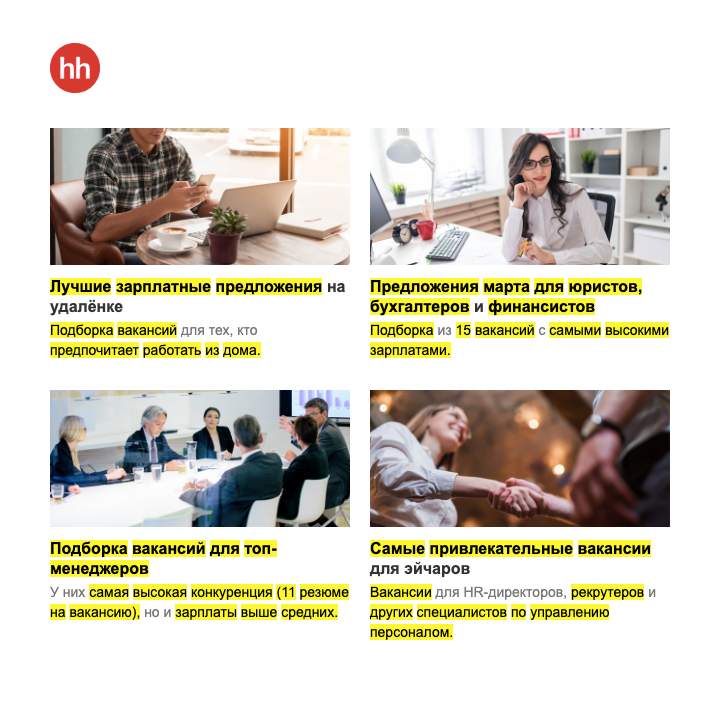 hh
Лучшие зарплатные предложения на
удалёнке
Подборка вакансий для тех, кто
предпочитает работать из дома.
Предложения марта для юристов,
бухгалтеров и финансистов
Подборка из 15 вакансий с самыми высокими
зарплатами.
Подборка вакансий для топ-
менеджеров
У них самая высокая конкуренция (11 резюме
на вакансию), но и зарплаты выше средних.
Самые привлекательные вакансии
для эйчаров
Вакансии для HR-директоров, рекрутеров и
других специалистов по управлению
персоналом.